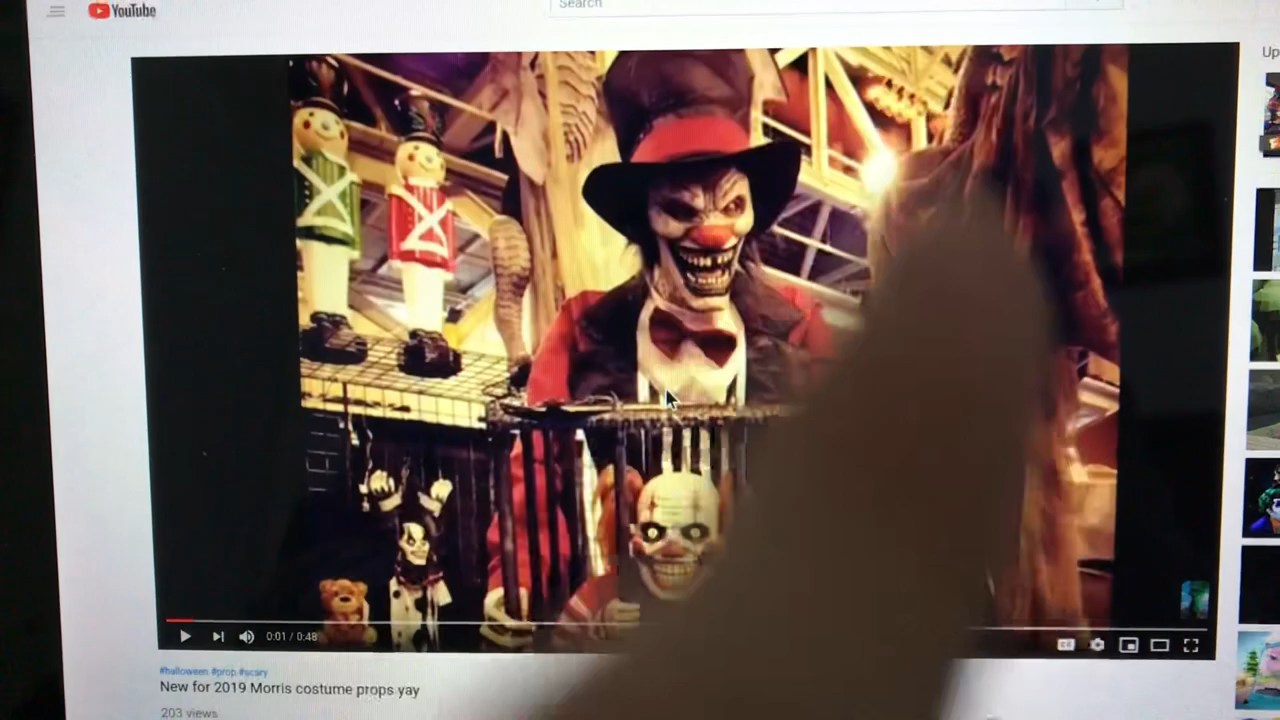 YouTube
Search
Up
0:01 / 0:48
#halloween #prop #scary
New for 2019 Morris costume props yay
203 views